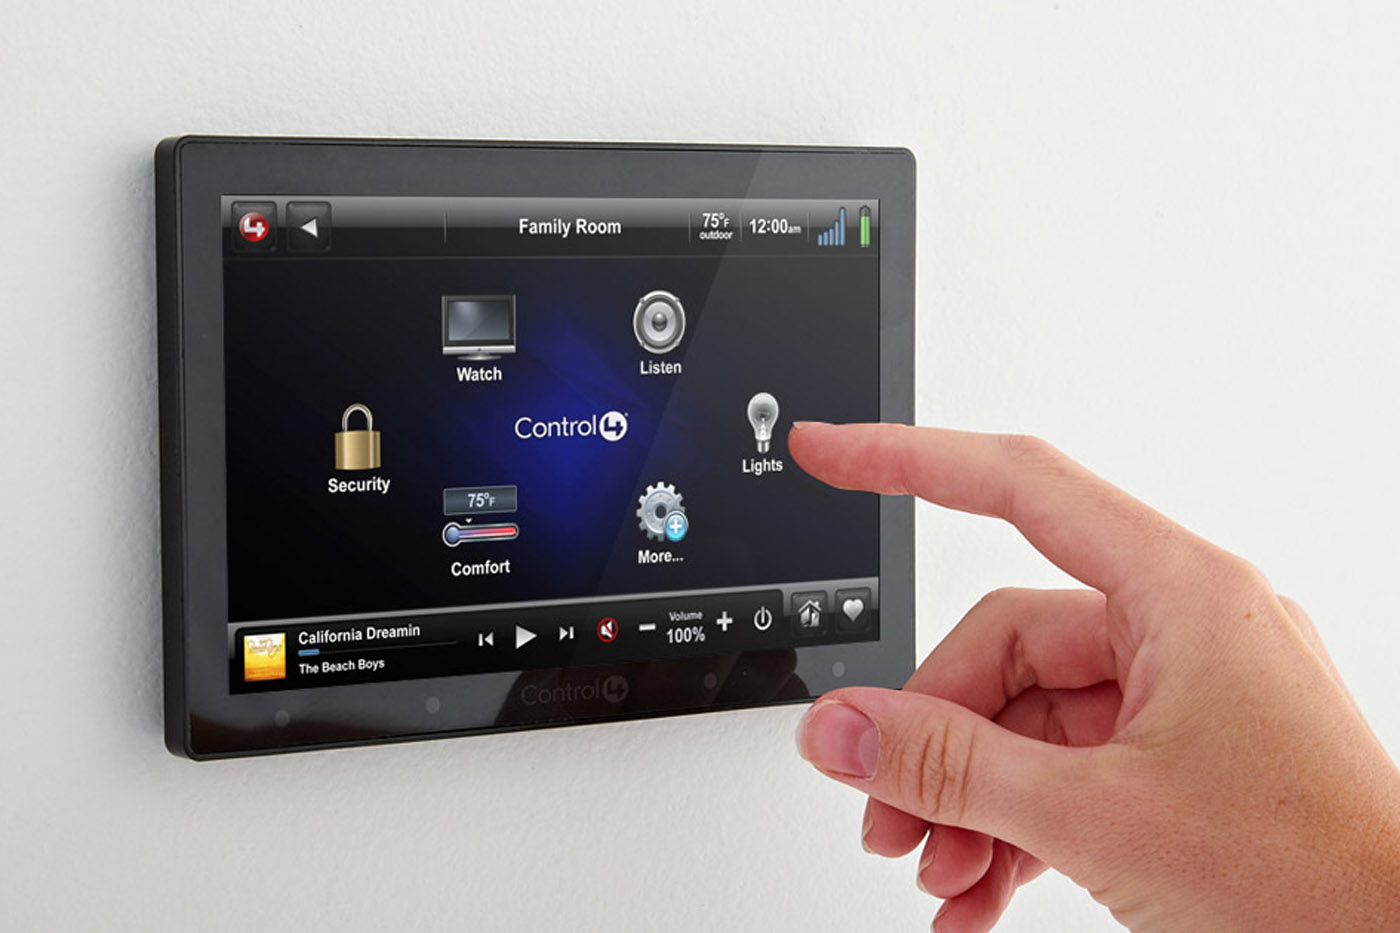 4
Family Room
75°F
outdoor
12:00am
Watch
Listen
Control4
Security
Lights
75°F
Comfort
More...
California Dreamin
The Beach Boys
Volume
100%
Control4